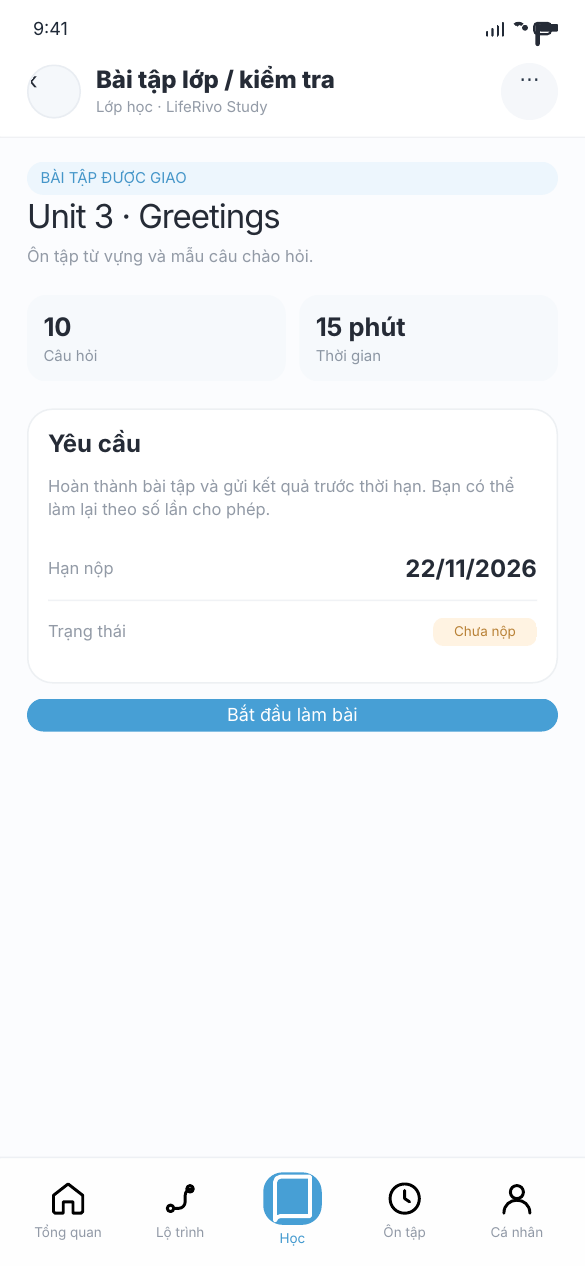 9:41
Bài tập lớp / kiểm tra
Lớp học · LifeRivo Study
BÀI TẬP ĐƯỢC GIAO
Unit 3 · Greetings
Ôn tập từ vựng và mẫu câu chào hỏi.
10
Câu hỏi
15 phút
Thời gian
Yêu cầu
Hoàn thành bài tập và gửi kết quả trước thời hạn. Bạn có thể
làm lại theo số lần cho phép.
Hạn nộp
22/11/2026
Trạng thái
Chưa nộp
Bắt đầu làm bài
Tổng quan
Lộ trình
Học
Ôn tập
Cá nhân